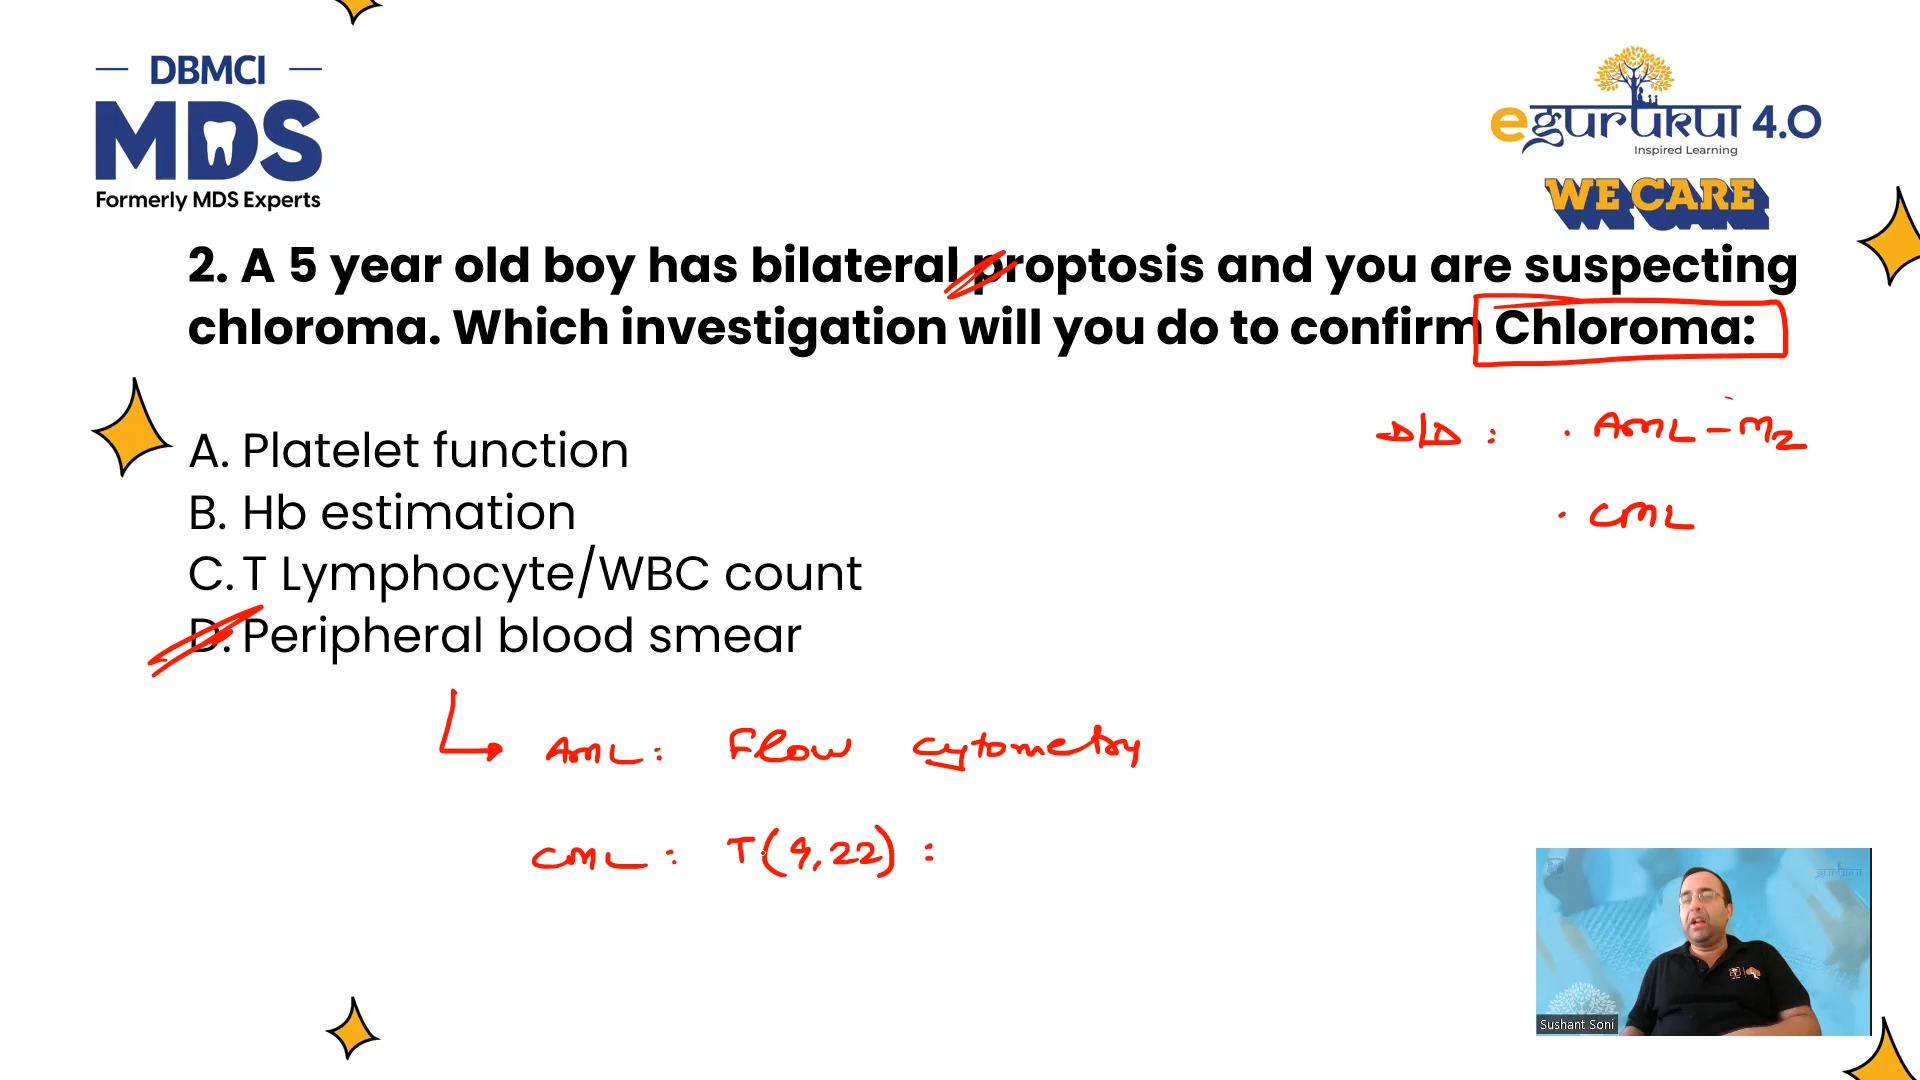 DBMCI
MDS
Formerly MDS Experts
egurukul 4.0
Inspired Learning
WE CARE
2. A 5 year old boy has bilateral proptosis and you are suspecting
chloroma. Which investigation will you do to confirm Chloroma:
D/D : . AML - M2
. CML
A. Platelet function
B. Hb estimation
C. T Lymphocyte/WBC count
D. Peripheral blood smear
AML : Flow cytometry
CML : T(9,22) :
Sushant Soni